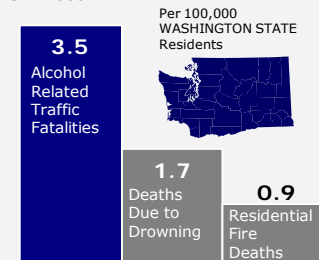 Per 100,000
WASHINGTON STATE
Residents
3.5
Alcohol
Related
Traffic
Fatalities
1.7
Deaths
Due to
Drowning
0.9
Residential
Fire
Deaths